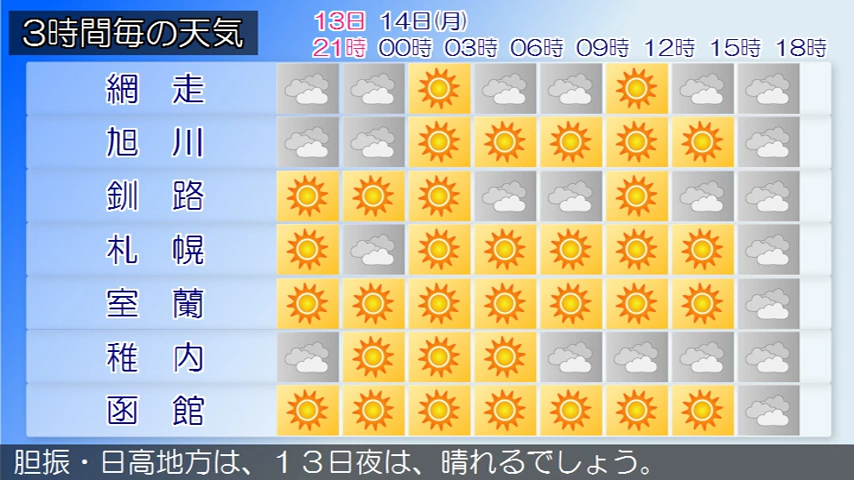 3時間毎の天気
13日 14日(月)
21時 00時 03時 06時 09時 12時 15時 18時
網 走
旭 川
釧 路
札 幌
室 蘭
稚 内
函 館
胆振・日高地方は、１３日夜は、晴れるでしょう。